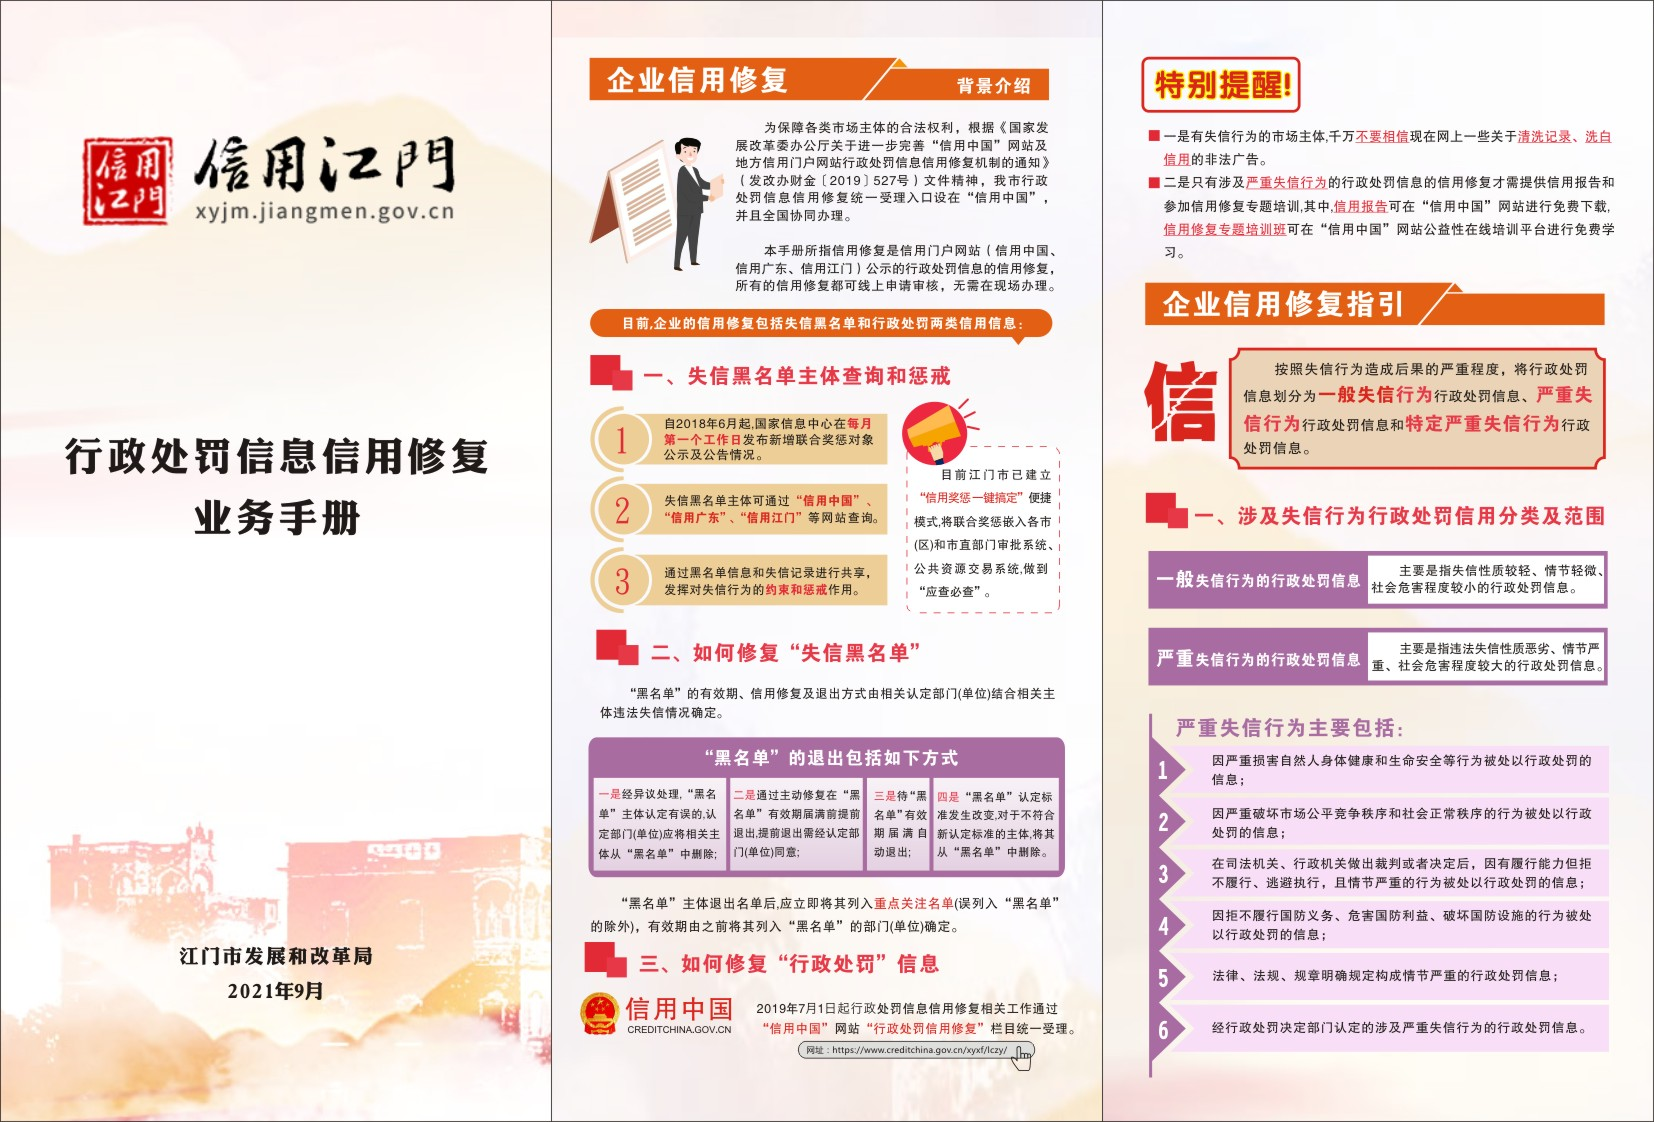 信用
江門
信用江門
xyjm.jiangmen.gov.cn
行政处罚信息信用修复
业务手册
江门市发展和改革局
2021年9月
企业信用修复
背景介绍
为保障各类市场主体的合法权利，根据《国家发
展改革委办公厅关于进一步完善“信用中国”网站及
地方信用门户网站行政处罚信息信用修复机制的通知》
（发改办财金〔2019〕527号）文件精神，我市行政
处罚信息信用修复统一受理入口设在“信用中国”，
并且全国协同办理。
本手册所指信用修复是信用门户网站（信用中国、
信用广东、信用江门）公示的行政处罚信息的信用修复，
所有的信用修复都可线上申请审核，无需在现场办理。
目前,企业的信用修复包括失信黑名单和行政处罚两类信用信息：
一、失信黑名单主体查询和惩戒
1
自2018年6月起,国家信息中心在每月
第一个工作日发布新增联合奖惩对象
公示及公告情况。
2
失信黑名单主体可通过“信用中国”、
“信用广东”、“信用江门”等网站查询。
3
通过黑名单信息和失信记录进行共享，
发挥对失信行为的约束和惩戒作用。
目前江门市已建立
“信用奖惩一键搞定”便捷
模式,将联合奖惩嵌入各市
(区)和市直部门审批系统、
公共资源交易系统,做到
“应查必查”。
二、如何修复“失信黑名单”
“黑名单”的有效期、信用修复及退出方式由相关认定部门(单位)结合相关主
体违法失信情况确定。
“黑名单”的退出包括如下方式
一是经异议处理，“黑名
单”主体认定有误的,认
定部门(单位)应将相关主
体从“黑名单”中删除;
二是通过主动修复在“黑
名单”有效期届满前提前
退出,提前退出需经认定部
门(单位)同意;
三是待“黑
名单”有效
期届满自
动退出;
四是“黑名单”认定标
准发生改变,对于不符合
新认定标准的主体,将其
从“黑名单”中删除。
“黑名单”主体退出名单后,应立即将其列入重点关注名单(误列入“黑名单”
的除外)，有效期由之前将其列入“黑名单”的部门(单位)确定。
三、如何修复“行政处罚”信息
信用中国
CREDITCHINA.GOV.CN
2019年7月1日起行政处罚信息信用修复相关工作通过
“信用中国”网站“行政处罚信用修复”栏目统一受理。
网址：https://www.creditchina.gov.cn/xyxf/lczy/
特别提醒!
一是有失信行为的市场主体,千万不要相信现在网上一些关于清洗记录、洗白
信用的非法广告。
二是只有涉及严重失信行为的行政处罚信息的信用修复才需提供信用报告和
参加信用修复专题培训,其中,信用报告可在“信用中国”网站进行免费下载,
信用修复专题培训班可在“信用中国”网站公益性在线培训平台进行免费学
习。
企业信用修复指引
信
按照失信行为造成后果的严重程度，将行政处罚
信息划分为一般失信行为行政处罚信息、严重失
信行为行政处罚信息和特定严重失信行为行政
处罚信息。
一、涉及失信行为行政处罚信用分类及范围
一般失信行为的行政处罚信息
主要是指失信性质较轻、情节轻微、
社会危害程度较小的行政处罚信息。
严重失信行为的行政处罚信息
主要是指违法失信性质恶劣、情节严
重、社会危害程度较大的行政处罚信息。
严重失信行为主要包括：
1
因严重损害自然人身体健康和生命安全等行为被处以行政处罚的
信息；
2
因严重破坏市场公平竞争秩序和社会正常秩序的行为被处以行政
处罚的信息；
3
在司法机关、行政机关做出裁判或者决定后，因有履行能力但拒
不履行、逃避执行，且情节严重的行为被处以行政处罚的信息；
4
因拒不履行国防义务、危害国防利益、破坏国防设施的行为被处
以行政处罚的信息；
5
法律、法规、规章明确规定构成情节严重的行政处罚信息；
6
经行政处罚决定部门认定的涉及严重失信行为的行政处罚信息。